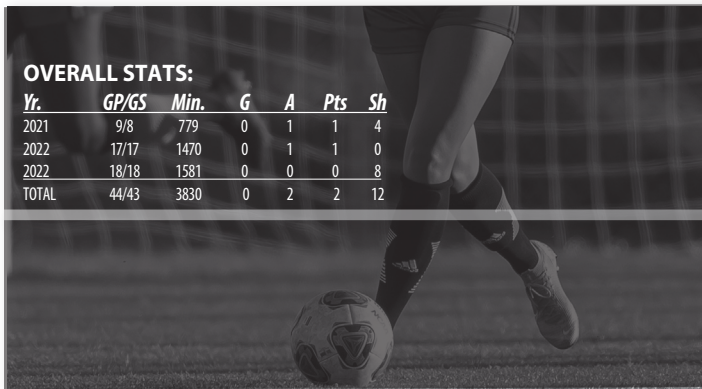 OVERALL STATS:
Yr. GP/GS Min. G A Pts Sh
2021 9/8 779 0 1 1 4
2022 17/17 1470 0 1 1 0
2022 18/18 1581 0 0 0 8
TOTAL 44/43 3830 0 2 2 12